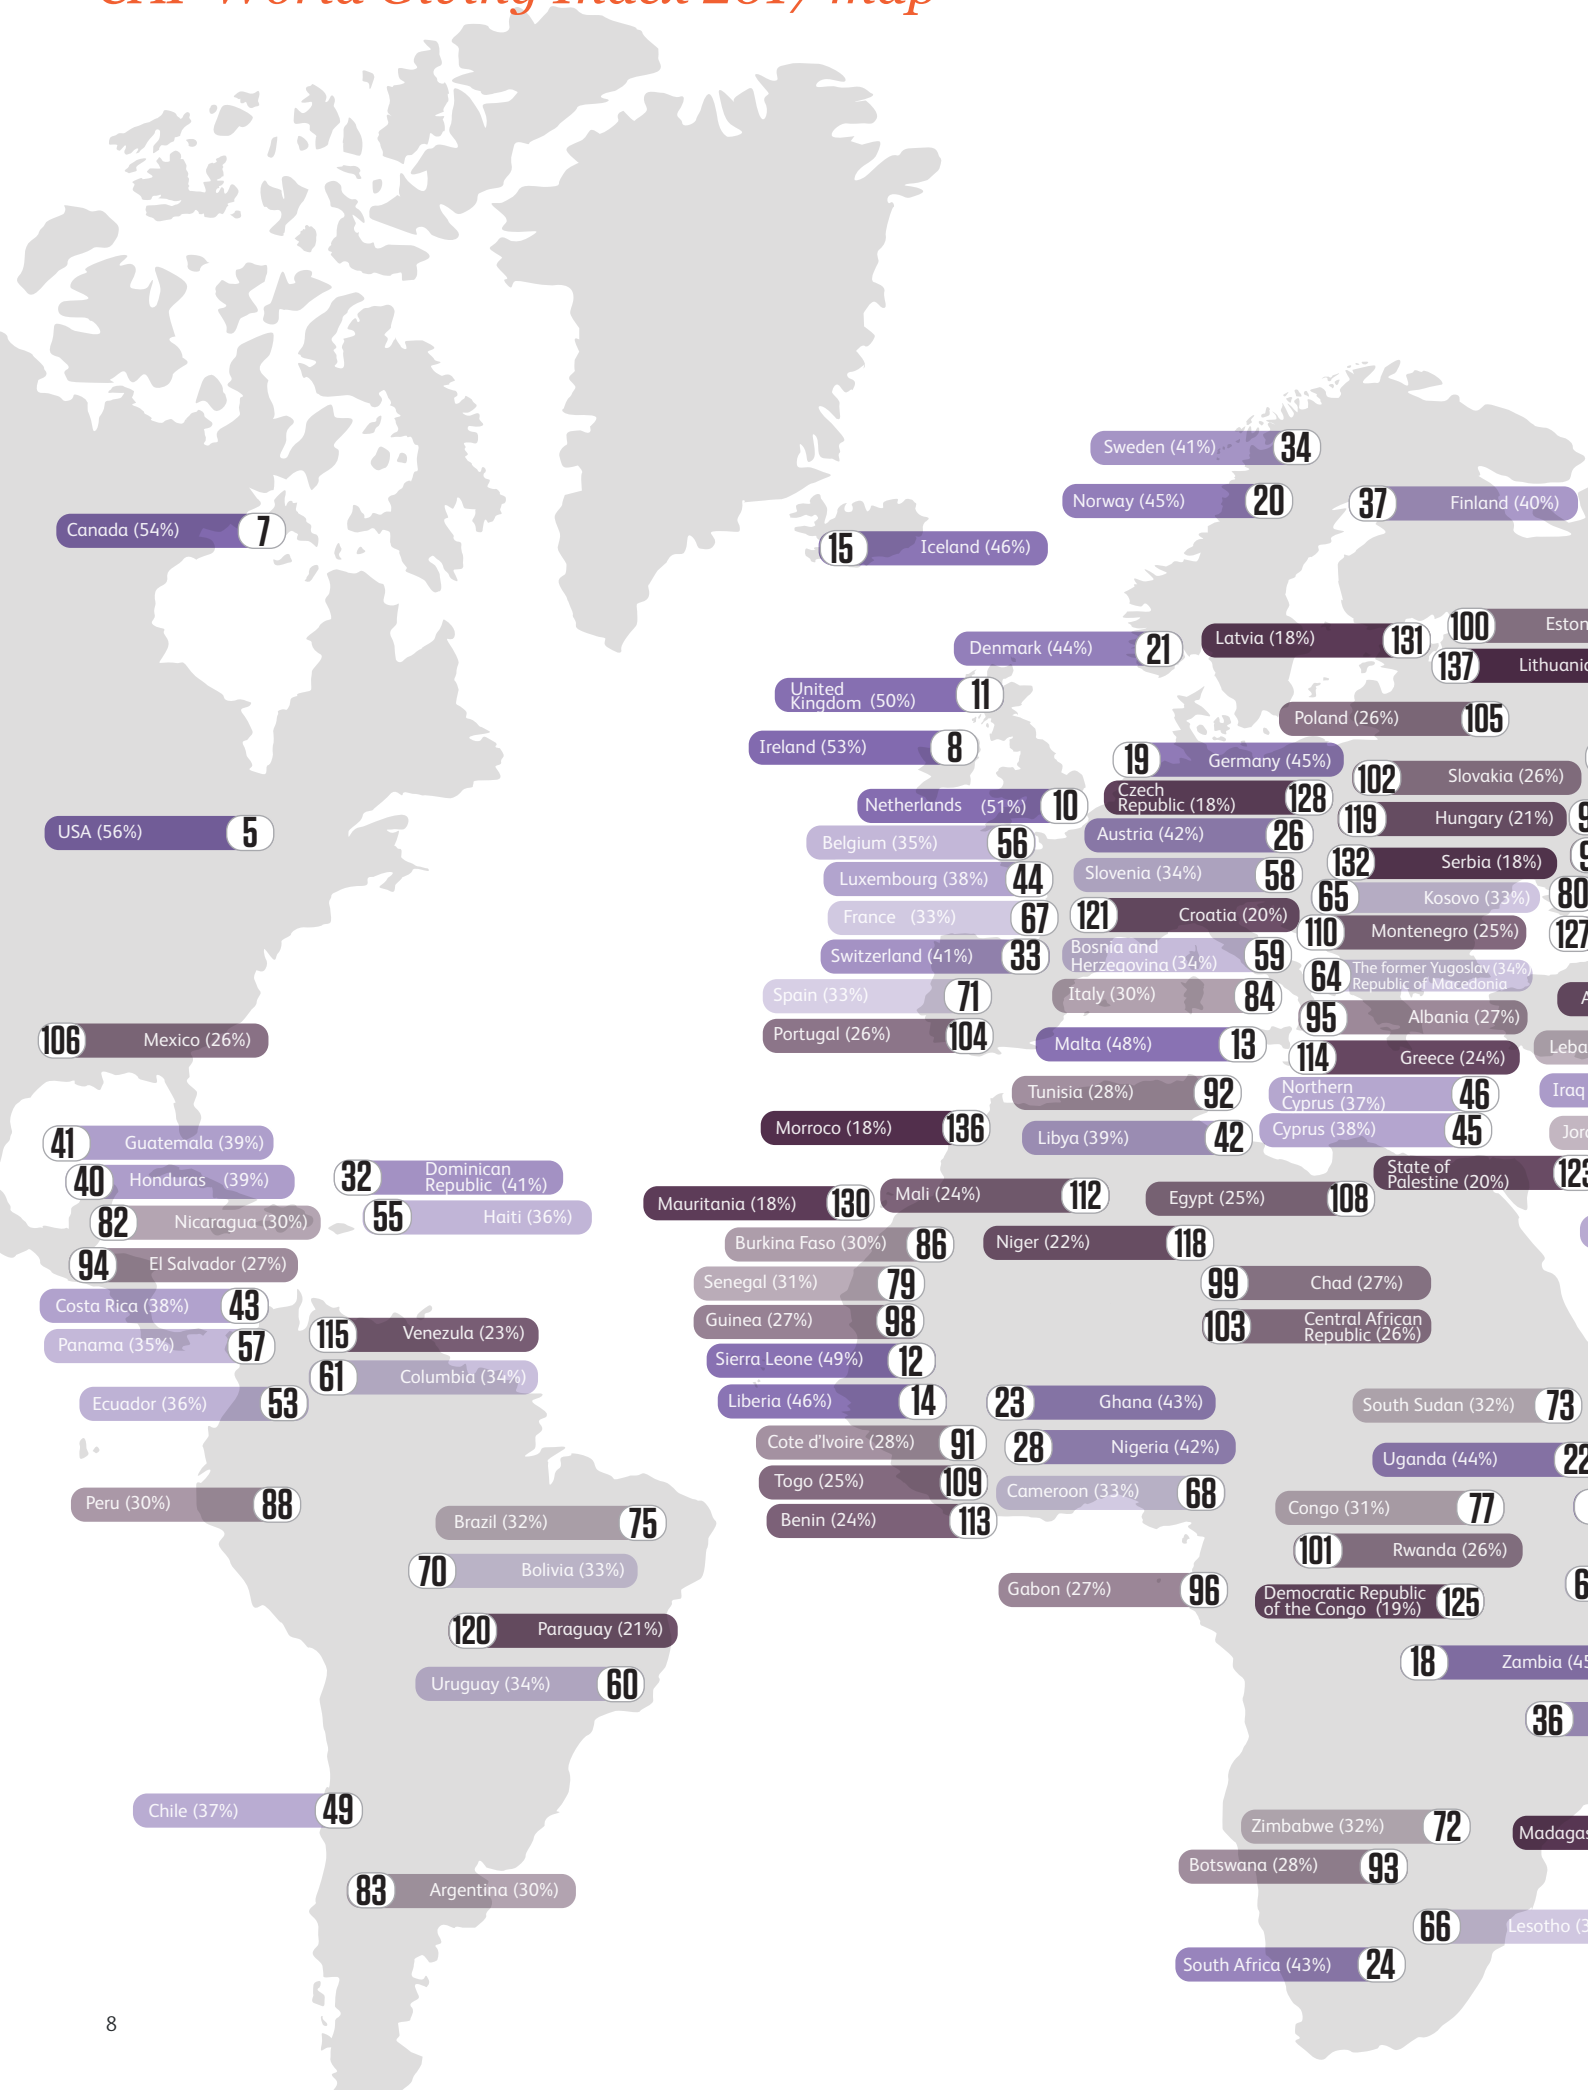 CAF World Giving Index 2017 map
Sweden (41%) 34
Norway (45%) 20
37 Finland (40%)
Canada (54%) 7
15 Iceland (46%)
100
Latvia (18%) 131
Denmark (44%) 21
137
United
Kingdom (50%) 11
Poland (26%) 105
Ireland (53%) 8
19 Germany (45%)
102 Slovakia (26%)
Czech
Republic (18%) 128
Netherlands (51%) 10
119 Hungary (21%)
USA (56%) 5
Austria (42%) 26
Belgium (35%) 56
132 Serbia (18%)
Slovenia (34%) 58
Luxembourg (38%) 44
65 Kosovo (33%)
80
121 Croatia (20%)
France (33%) 67
110 Montenegro (25%)
127
Bosnia and
Herzegovina (34%) 59
Switzerland (41%) 33
64 The former Yugoslav (34%)
Republic of Macedonia
Spain (33%) 71
Italy (30%) 84
95 Albania (27%)
Portugal (26%) 104
106 Mexico (26%)
Malta (48%) 13
114 Greece (24%)
Iraq
Tunisia (28%) 92
Northern
Cyprus (37%) 46
Morroco (18%) 136
Libya (39%) 42
Cyprus (38%) 45
41 Guatemala (39%)
State of
Palestine (20%) 123
40 Honduras (39%)
32 Dominican
Republic (41%)
Mauritania (18%) 130
Mali (24%) 112
Egypt (25%) 108
82 Nicaragua (30%)
55 Haiti (36%)
Burkina Faso (30%) 86
Niger (22%) 118
94 El Salvador (27%)
Senegal (31%) 79
99 Chad (27%)
Costa Rica (38%) 43
Guinea (27%) 98
103 Central African
Republic (26%)
115 Venezula (23%)
Panama (35%) 57
Sierra Leone (49%) 12
61 Columbia (34%)
Ecuador (36%) 53
Liberia (46%) 14
23 Ghana (43%)
South Sudan (32%) 73
Cote d'Ivoire (28%) 91
28 Nigeria (42%)
Uganda (44%) 22
Togo (25%) 109
Cameroon (33%) 68
Peru (30%) 88
Congo (31%) 77
Brazil (32%) 75
Benin (24%) 113
101 Rwanda (26%)
70 Bolivia (33%)
Gabon (27%) 96
Democratic Republic
of the Congo (19%) 125
120 Paraguay (21%)
18 Zambia
Uruguay (34%) 60
36
Chile (37%) 49
Zimbabwe (32%) 72
Botswana (28%) 93
83 Argentina (30%)
66 Lesotho
South Africa (43%) 24
8